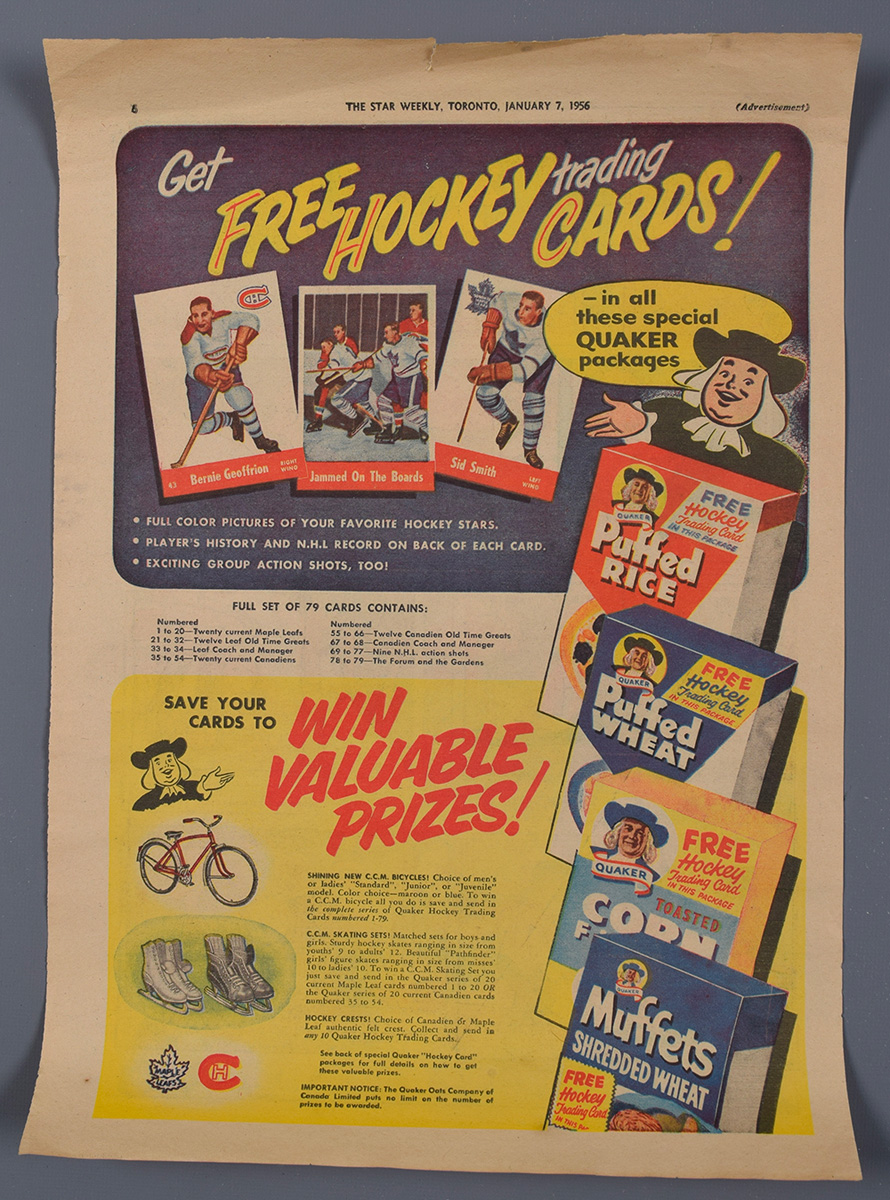 6
THE STAR WEEKLY, TORONTO, JANUARY 7, 1956
(Advertisement)
Get
FREE HOCKEY trading CARDS!
CH
43 Bernie Geoffrion RIGHT WING
Jammed On The Boards
Sid Smith LEFT WING
– in all
these special
QUAKER
packages
• FULL COLOR PICTURES OF YOUR FAVORITE HOCKEY STARS.
• PLAYER'S HISTORY AND N.H.L RECORD ON BACK OF EACH CARD.
• EXCITING GROUP ACTION SHOTS, TOO!
FULL SET OF 79 CARDS CONTAINS:
Numbered
1 to 20—Twenty current Maple Leafs
21 to 32—Twelve Leaf Old Time Greats
33 to 34—Leaf Coach and Manager
35 to 54—Twenty current Canadiens
Numbered
55 to 66—Twelve Canadien Old Time Greats
67 to 68—Canadien Coach and Manager
69 to 77—Nine N.H.L. action shots
78 to 79—The Forum and the Gardens
QUAKER
FREE
Hockey
Trading Card
IN THIS PACKAGE
Puffed
RICE
QUAKER
FREE
Hockey
Trading Card
IN THIS PACKAGE
Puffed
WHEAT
QUAKER
FREE
Hockey
Trading Card
IN THIS PACKAGE
TOASTED
CORN
QUAKER
Muffets
SHREDDED WHEAT
FREE
Hockey
Trading Card
SAVE YOUR
CARDS TO
WIN
VALUABLE
PRIZES!
SHINING NEW C.C.M. BICYCLES! Choice of men's
or ladies' "Standard", "Junior", or "Juvenile"
model. Color choice—maroon or blue. To win
a C.C.M. bicycle all you do is save and send in
the complete series of Quaker Hockey Trading
Cards numbered 1-79.
C.C.M. SKATING SETS! Matched sets for boys and
girls. Sturdy hockey skates ranging in size from
youths' 9 to adults' 12. Beautiful "Pathfinder"
girls' figure skates ranging in size from misses'
10 to ladies' 10. To win a C.C.M. Skating Set you
just save and send in the Quaker series of 20
current Maple Leaf cards numbered 1 to 20 OR
the Quaker series of 20 current Canadien cards
numbered 35 to 54.
HOCKEY CRESTS! Choice of Canadien & Maple
Leaf authentic felt crest. Collect and send in
any 10 Quaker Hockey Trading Cards.
See back of special Quaker "Hockey Card"
packages for full details on how to get
these valuable prizes.
IMPORTANT NOTICE: The Quaker Oats Company of
Canada Limited puts no limit on the number of
prizes to be awarded.
MAPLE
LEAFS
CH